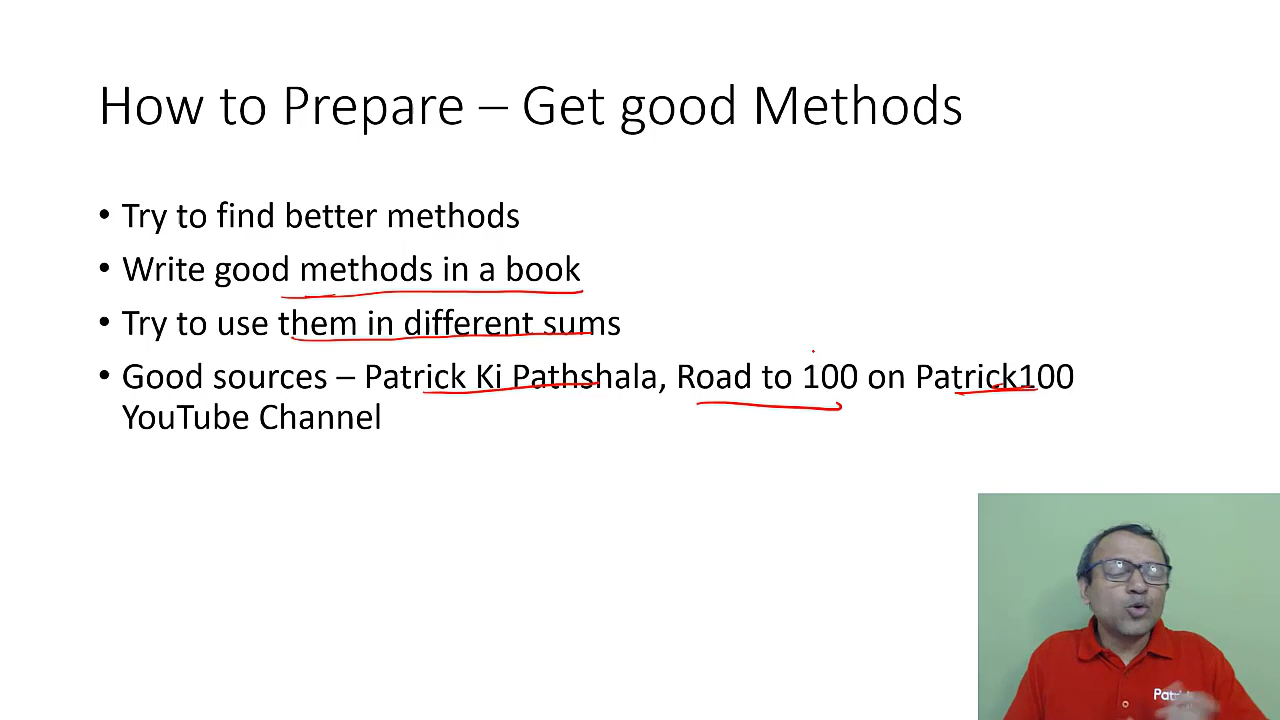 How to Prepare – Get good Methods
• Try to find better methods
• Write good methods in a book
• Try to use them in different sums
• Good sources – Patrick Ki Pathshala, Road to 100 on Patrick100
YouTube Channel